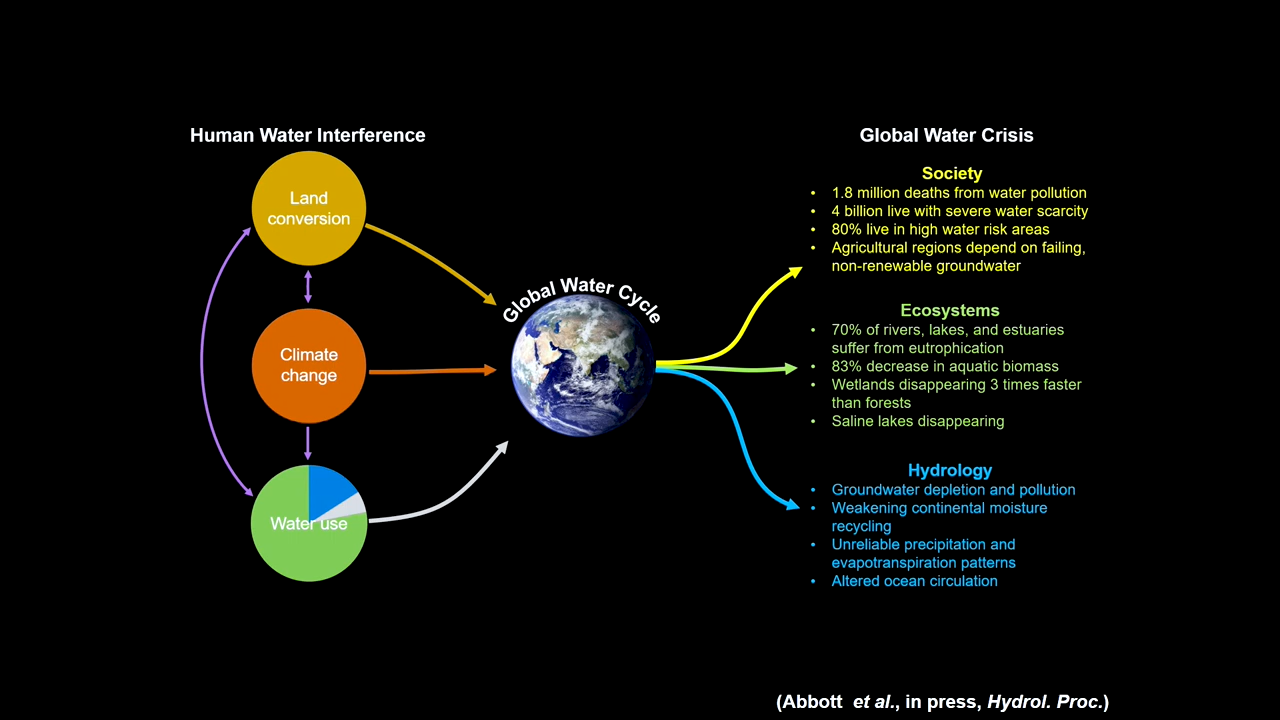 Human Water Interference
Land
conversion
Climate
change
Water use
Global Water Cycle
Global Water Crisis
Society
• 1.8 million deaths from water pollution
• 4 billion live with severe water scarcity
• 80% live in high water risk areas
• Agricultural regions depend on failing,
non-renewable groundwater
Ecosystems
• 70% of rivers, lakes, and estuaries
suffer from eutrophication
• 83% decrease in aquatic biomass
• Wetlands disappearing 3 times faster
than forests
• Saline lakes disappearing
Hydrology
• Groundwater depletion and pollution
• Weakening continental moisture
recycling
• Unreliable precipitation and
evapotranspiration patterns
• Altered ocean circulation
(Abbott et al., in press, Hydrol. Proc.)